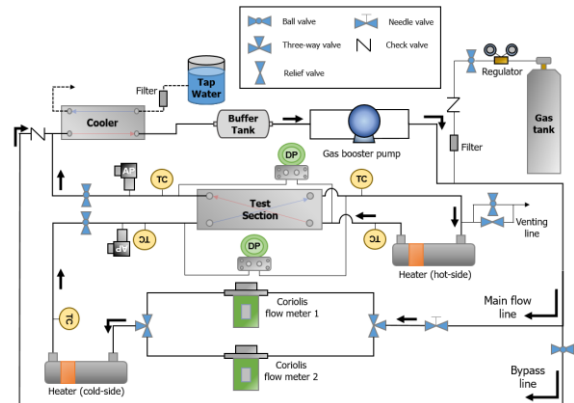 Ball valve
Needle valve
Three-way valve
Check valve
Relief valve
Filter
Tap
Water
Regulator
Gas
tank
Filter
Cooler
Buffer
Tank
Gas booster pump
DP
AP
TC
TC
Test
Section
AP
TC
TC
DP
Venting
line
Heater (hot-side)
TC
Coriolis
flow meter 1
Main flow
line
Coriolis
flow meter 2
Bypass
line
Heater (cold-side)